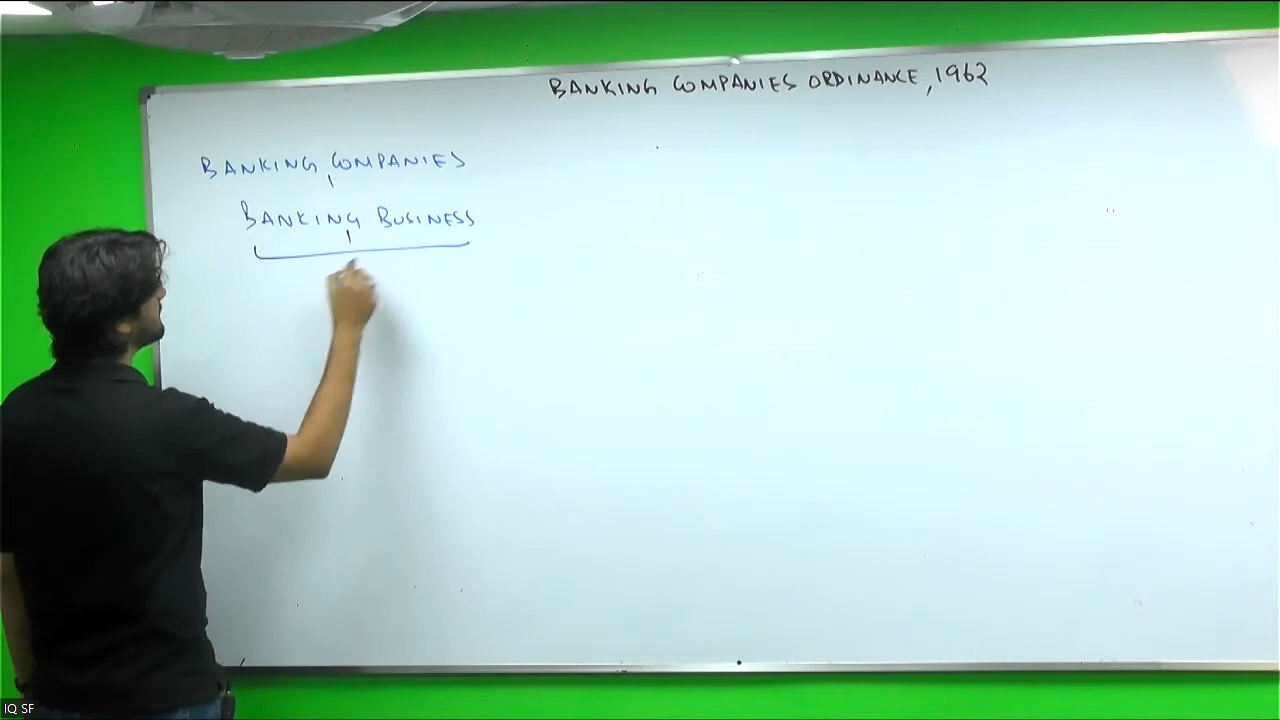 BANKING COMPANIES ORDINANCE, 1962
BANKING COMPANIES
BANKING BUSINESS
IQ SF